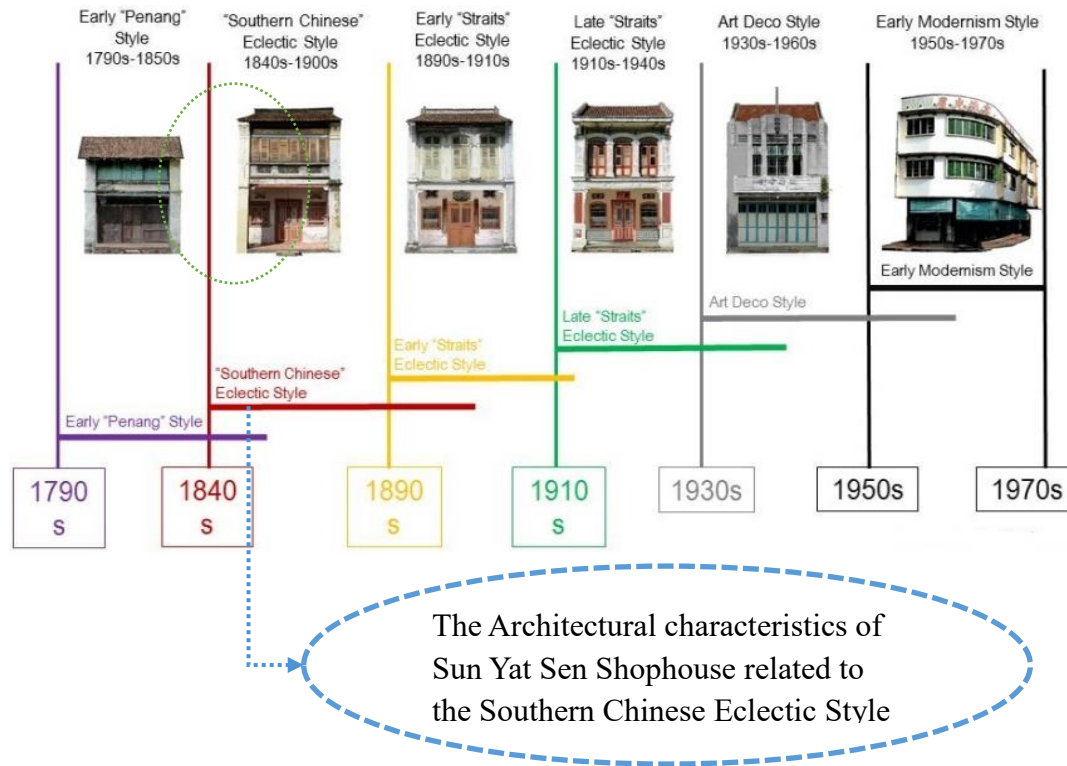 Early "Penang"
Style
1790s-1850s
"Southern Chinese"
Eclectic Style
1840s-1900s
Early "Straits"
Eclectic Style
1890s-1910s
Late "Straits"
Eclectic Style
1910s-1940s
Art Deco Style
1930s-1960s
Early Modernism Style
1950s-1970s
Early Modernism Style
Art Deco Style
Late "Straits"
Eclectic Style
Early "Straits"
Eclectic Style
"Southern Chinese"
Eclectic Style
Early "Penang" Style
1790
s
1840
s
1890
s
1910
s
1930s
1950s
1970s
The Architectural characteristics of
Sun Yat Sen Shophouse related to
the Southern Chinese Eclectic Style